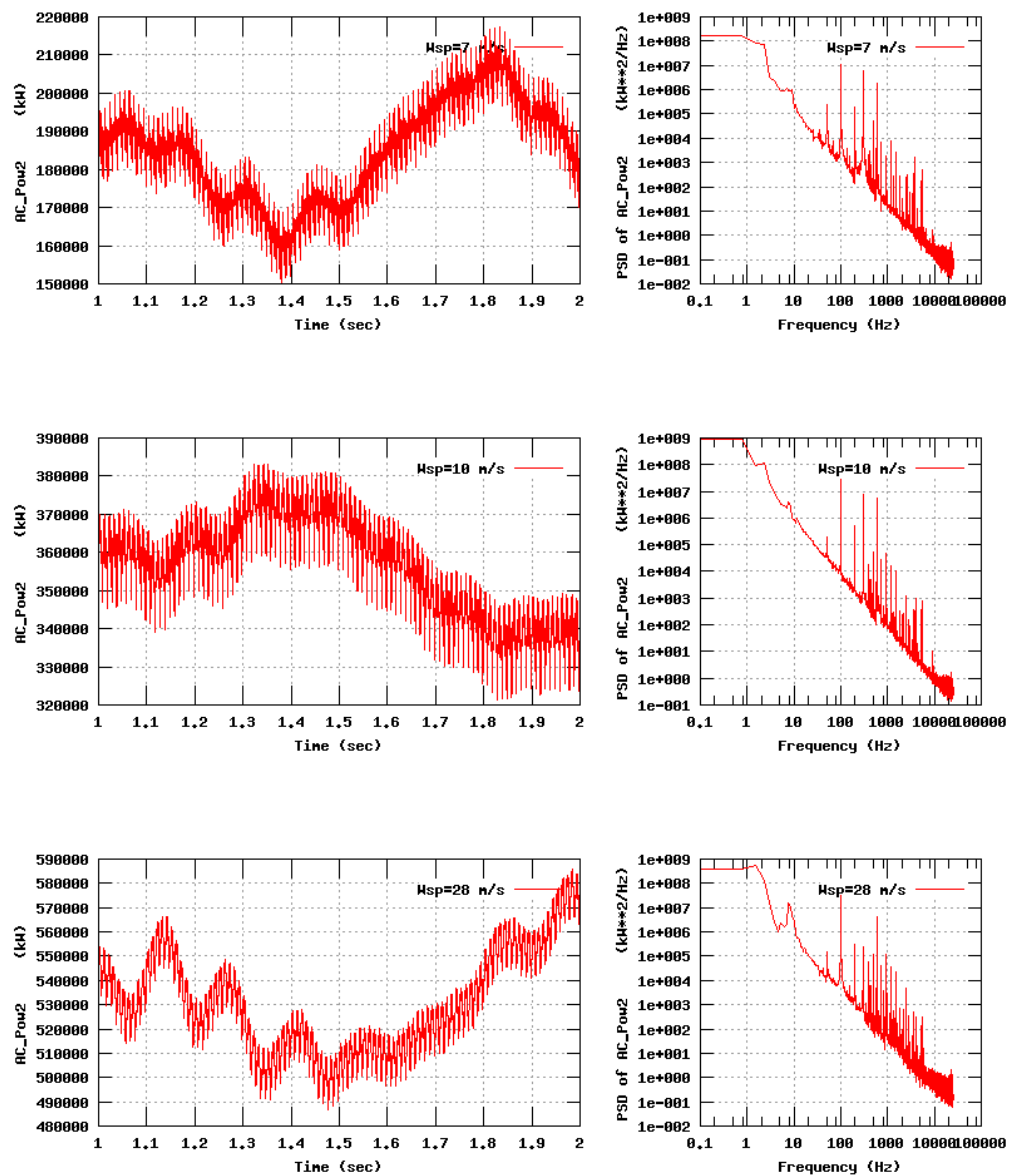 AC_Pow2 (kW)
220000
210000
200000
190000
180000
170000
160000
150000
Wsp=7 m/s
1 1.1 1.2 1.3 1.4 1.5 1.6 1.7 1.8 1.9 2
Time (sec)
PSD of AC_Pow2 (kW**2/Hz)
1e+009
1e+008
1e+007
1e+006
1e+005
1e+004
1e+003
1e+002
1e+001
1e+000
1e-001
1e-002
Wsp=7 m/s
0.1 1 10 100 1000 10000 100000
Frequency (Hz)
AC_Pow2 (kW)
390000
380000
370000
360000
350000
340000
330000
320000
Wsp=10 m/s
1 1.1 1.2 1.3 1.4 1.5 1.6 1.7 1.8 1.9 2
Time (sec)
PSD of AC_Pow2 (kW**2/Hz)
1e+009
1e+008
1e+007
1e+006
1e+005
1e+004
1e+003
1e+002
1e+001
1e+000
1e-001
Wsp=10 m/s
0.1 1 10 100 1000 10000 100000
Frequency (Hz)
AC_Pow2 (kW)
590000
580000
570000
560000
550000
540000
530000
520000
510000
500000
490000
480000
Wsp=28 m/s
1 1.1 1.2 1.3 1.4 1.5 1.6 1.7 1.8 1.9 2
Time (sec)
PSD of AC_Pow2 (kW**2/Hz)
1e+009
1e+008
1e+007
1e+006
1e+005
1e+004
1e+003
1e+002
1e+001
1e+000
1e-001
1e-002
Wsp=28 m/s
0.1 1 10 100 1000 10000 100000
Frequency (Hz)